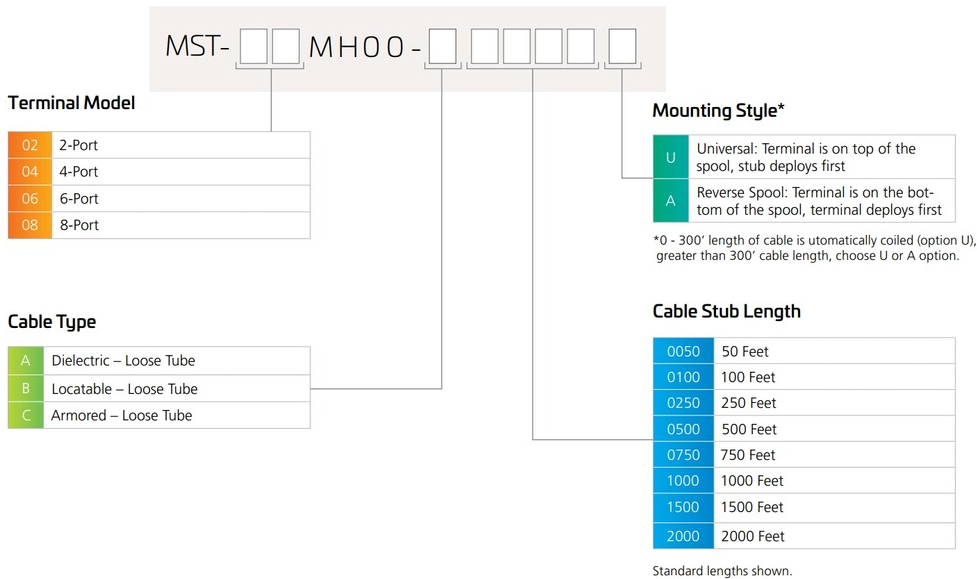 MST- MH00-
Terminal Model
02 2-Port
04 4-Port
06 6-Port
08 8-Port
Mounting Style*
U Universal: Terminal is on top of the
spool, stub deploys first
A Reverse Spool: Terminal is on the bot-
tom of the spool, terminal deploys first
*0 - 300’ length of cable is utomatically coiled (option U),
greater than 300’ cable length, choose U or A option.
Cable Type
A Dielectric – Loose Tube
B Locatable – Loose Tube
C Armored – Loose Tube
Cable Stub Length
0050 50 Feet
0100 100 Feet
0250 250 Feet
0500 500 Feet
0750 750 Feet
1000 1000 Feet
1500 1500 Feet
2000 2000 Feet
Standard lengths shown.